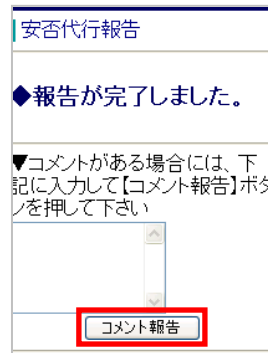 安否代行報告
◆報告が完了しました。
▼コメントがある場合には、下
記に入力して【コメント報告】ボタ
ンを押して下さい
コメント報告